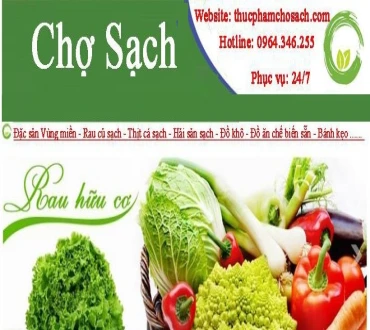 Chợ Sạch
Website: thucphamchosach.com
Hotline: 0964.346.255
Phục vụ: 24/7
Đặc sản Vùng miền - Rau củ sạch - Thịt cá sạch - Hải sản sạch - Đồ khô - Đồ ăn chế biến sẵn - Bánh kẹo ......
Rau hữu cơ